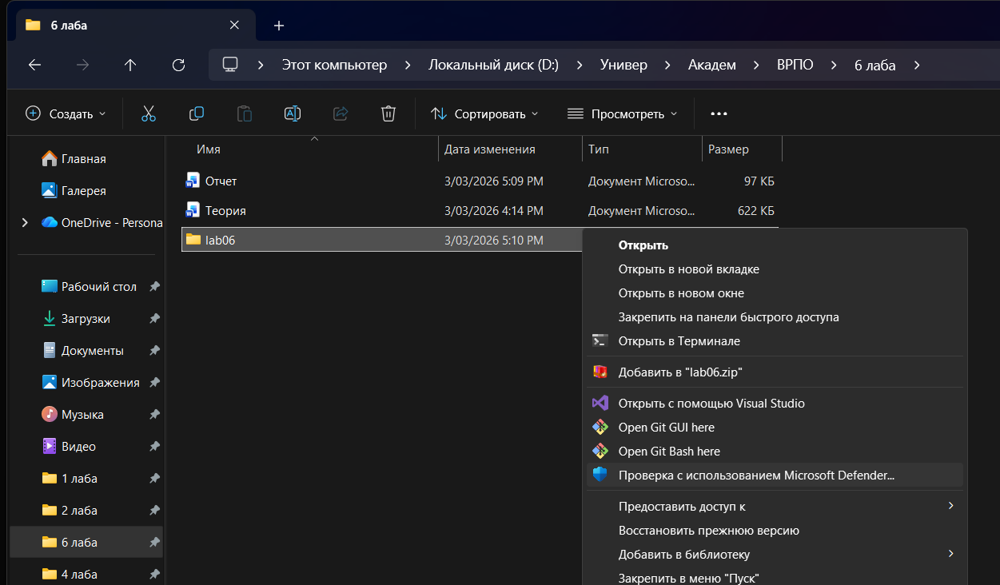 6 лаба
Этот компьютер > Локальный диск (D:) > Универ > Академ > ВРПО > 6 лаба >
Создать Сортировать Просмотреть
Имя Дата изменения Тип Размер
Отчет 3/03/2026 5:09 PM Документ Microso... 97 КБ
Теория 3/03/2026 4:14 PM Документ Microso... 622 КБ
lab06 3/03/2026 5:10 PM
Главная
Галерея
OneDrive - Persona
Рабочий стол
Загрузки
Документы
Изображения
Музыка
Видео
1 лаба
2 лаба
6 лаба
4 лаба
Открыть
Открыть в новой вкладке
Открыть в новом окне
Закрепить на панели быстрого доступа
Открыть в Терминале
Добавить в "lab06.zip"
Открыть с помощью Visual Studio
Open Git GUI here
Open Git Bash here
Проверка с использованием Microsoft Defender...
Предоставить доступ к
Восстановить прежнюю версию
Добавить в библиотеку
Закрепить в меню "Пуск"